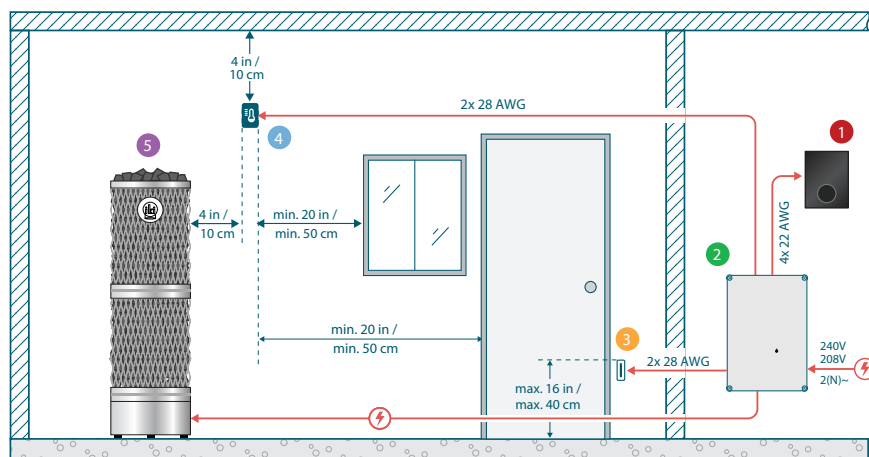 4 in /
10 cm
2x 28 AWG
1
4
5
4x 22 AWG
4 in /
10 cm
min. 20 in /
min. 50 cm
2
min. 20 in /
min. 50 cm
3
240V
208V
2(N)~
2x 28 AWG
max. 16 in /
max. 40 cm